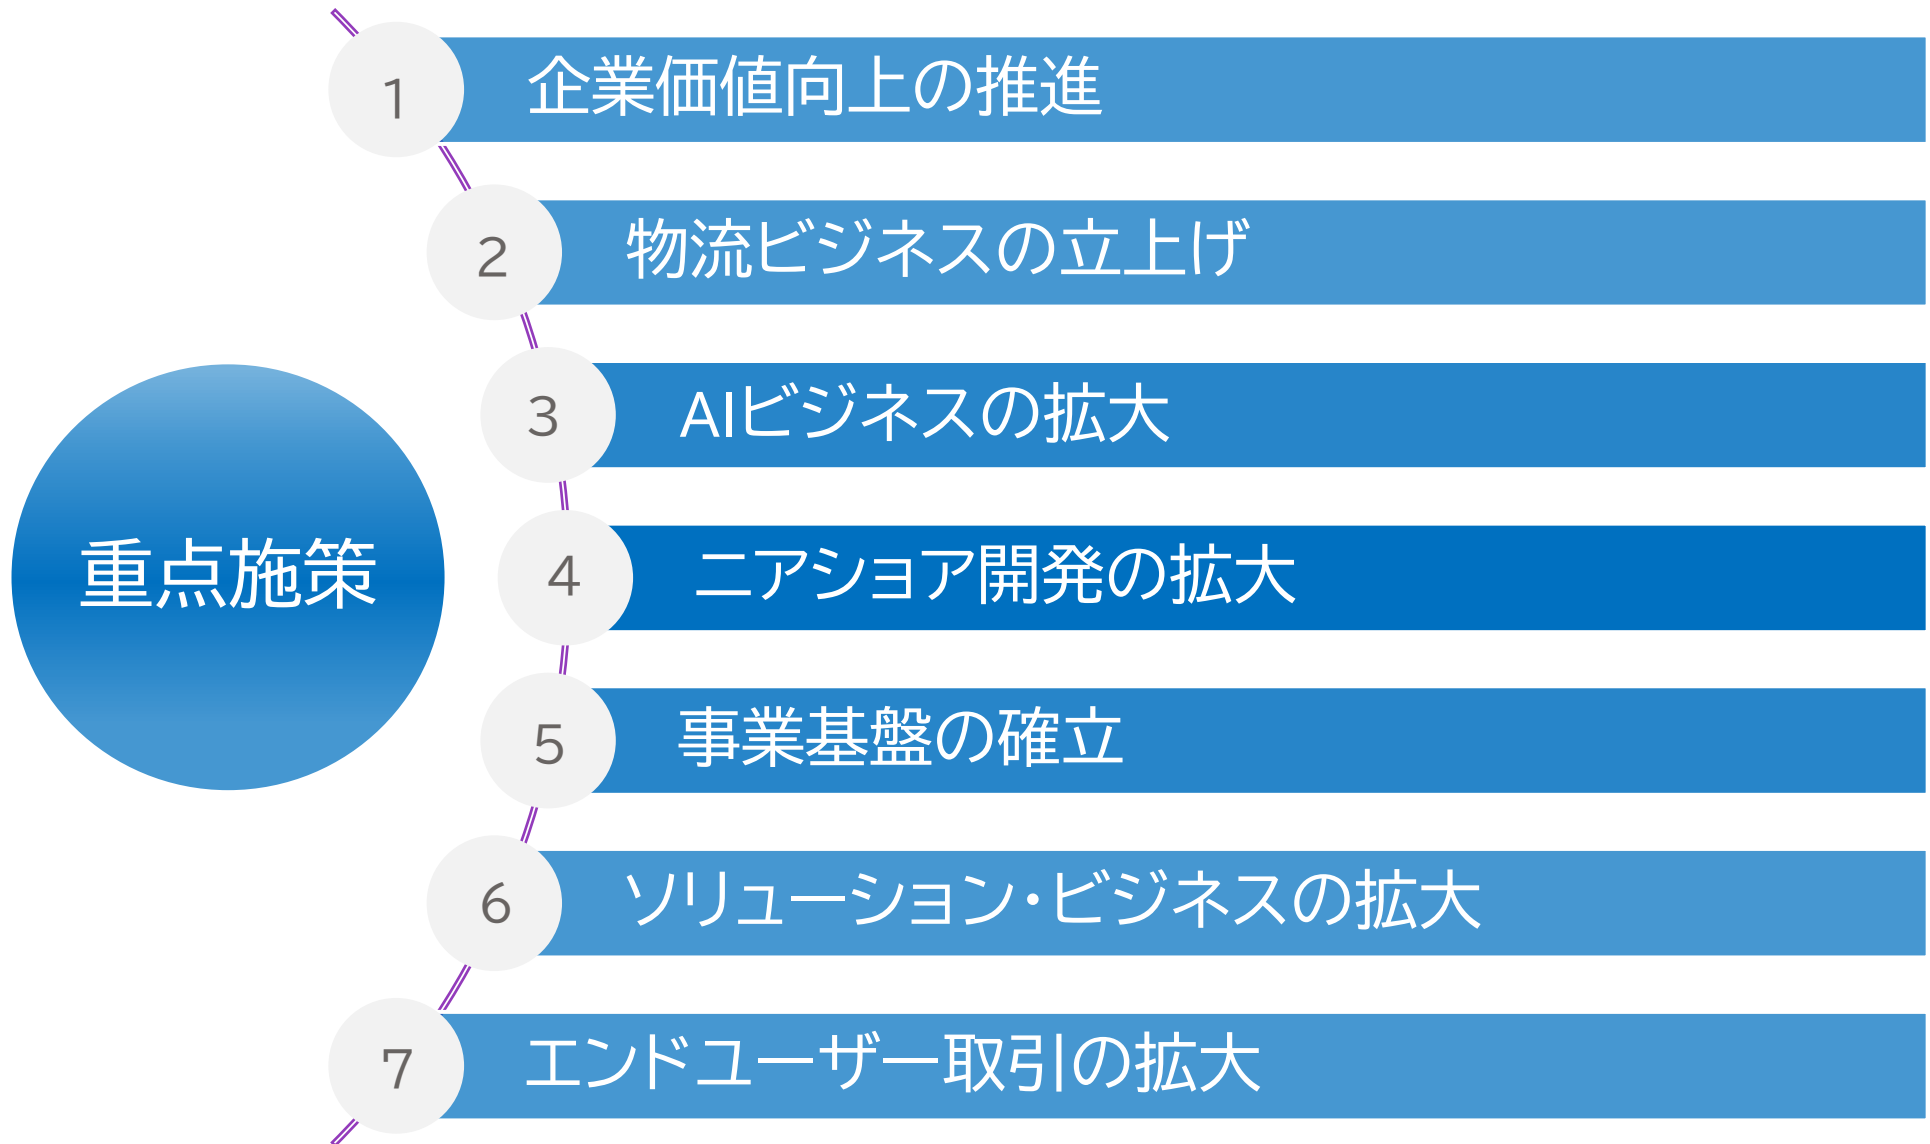 重点施策
1
企業価値向上の推進
2
物流ビジネスの立上げ
3
AIビジネスの拡大
4
ニアショア開発の拡大
5
事業基盤の確立
6
ソリューション・ビジネスの拡大
7
エンドユーザー取引の拡大